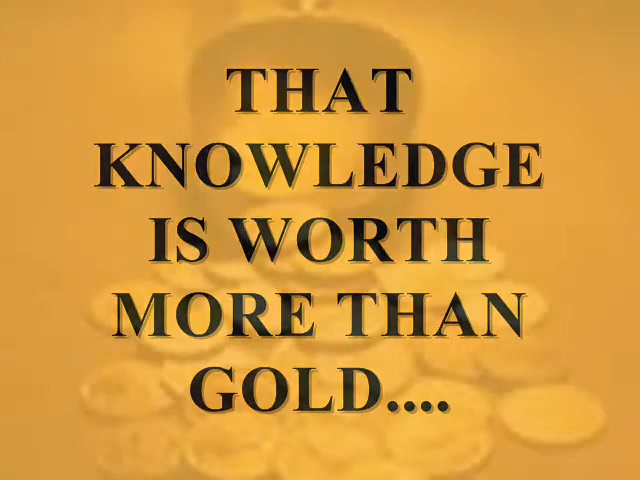 THAT
KNOWLEDGE
IS WORTH
MORE THAN
GOLD....